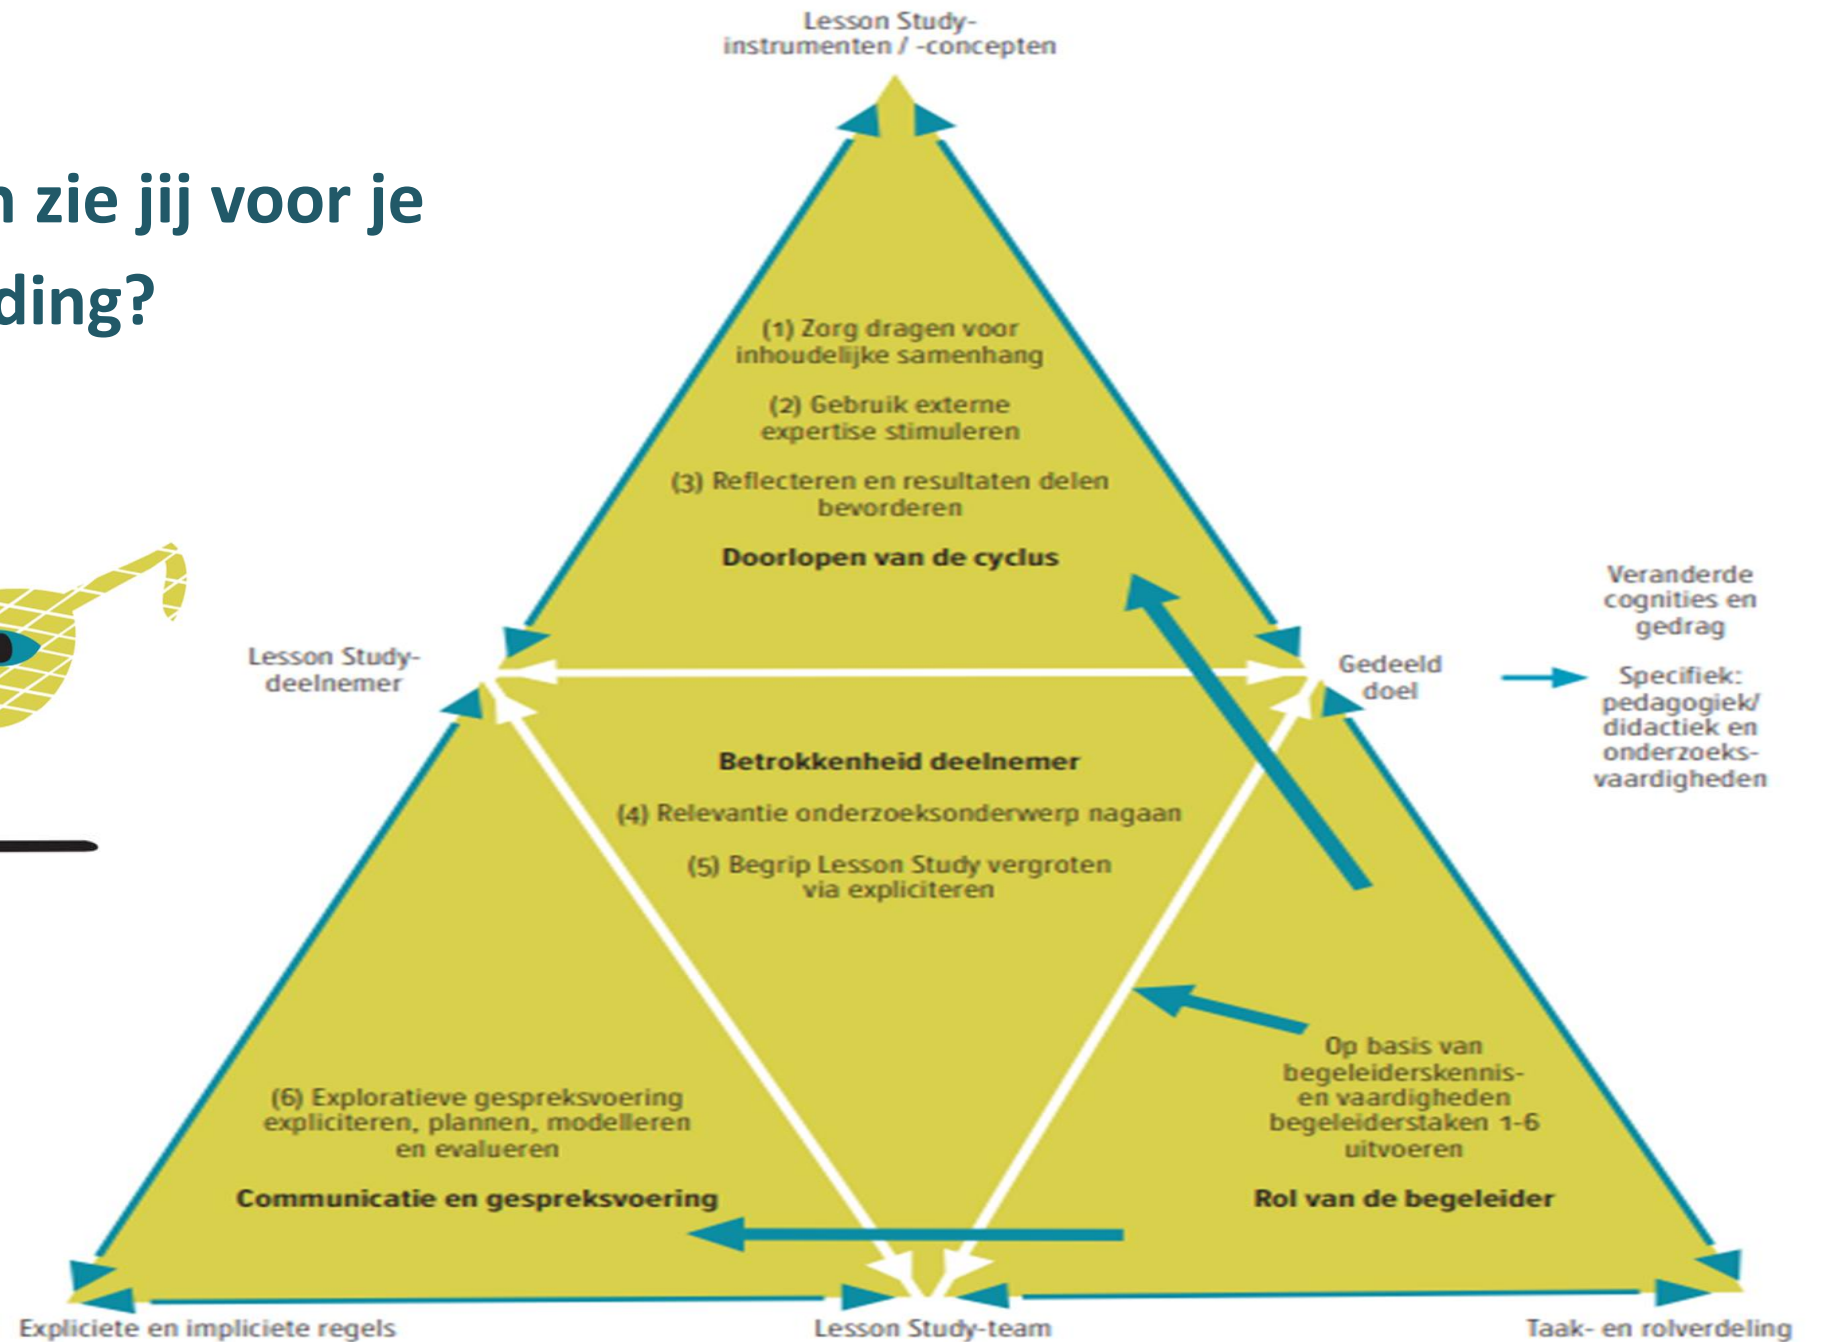 Lesson Study-
instrumenten / -concepten
n zie jij voor je
ding?
(1) Zorg dragen voor
inhoudelijke samenhang
(2) Gebruik externe
expertise stimuleren
(3) Reflecteren en resultaten delen
bevorderen
Doorlopen van de cyclus
Lesson Study-
deelnemer
Gedeeld
doel
Veranderde
cognities en
gedrag
Specifiek:
pedagogiek/
didactiek en
onderzoeks-
vaardigheden
Betrokkenheid deelnemer
(4) Relevantie onderzoeksonderwerp nagaan
(5) Begrip Lesson Study vergroten
via expliciteren
(6) Exploratieve gespreksvoering
expliciteren, plannen, modelleren
en evalueren
Communicatie en gespreksvoering
Op basis van
begeleiderskennis-
en vaardigheden
begeleiderstaken 1-6
uitvoeren
Rol van de begeleider
Expliciete en impliciete regels
Lesson Study-team
Taak- en rolverdeling